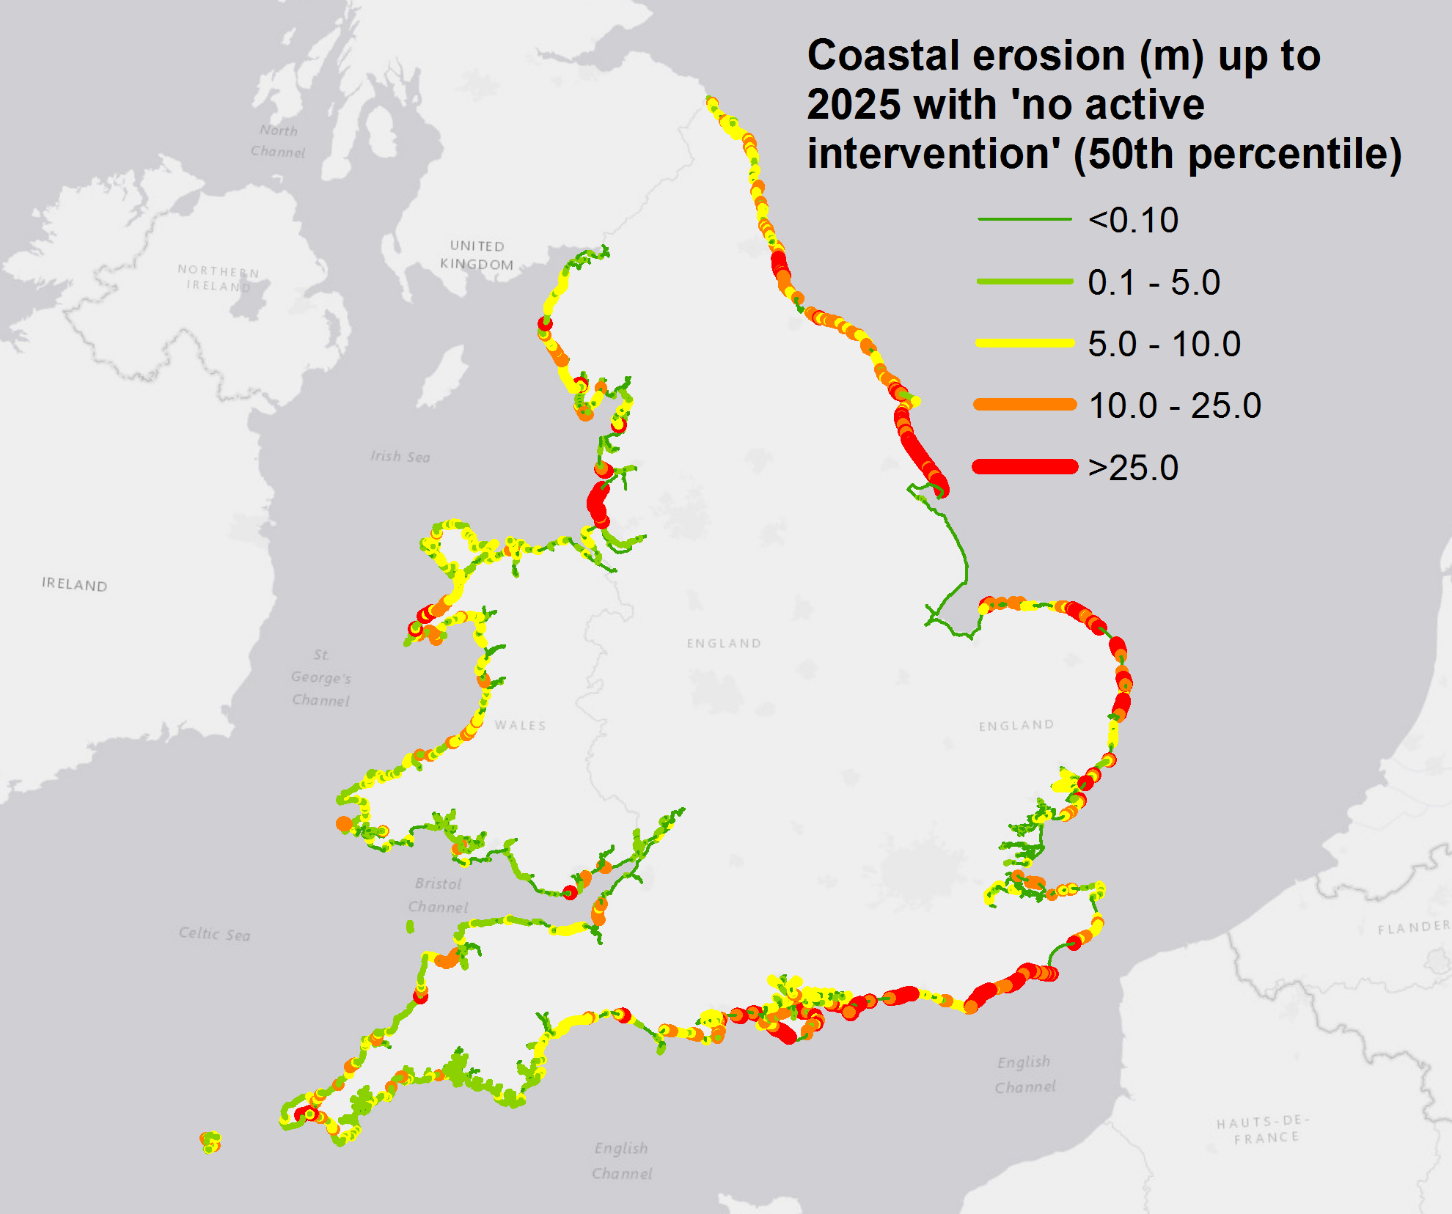 Coastal erosion (m) up to
2025 with 'no active
intervention' (50th percentile)
<0.10
0.1 - 5.0
5.0 - 10.0
10.0 - 25.0
>25.0
North
Channel
UNITED
KINGDOM
NORTHERN
IRELAND
Irish Sea
IRELAND
ENGLAND
St.
George's
Channel
WALES
ENGLAND
Bristol
Channel
Celtic Sea
FLANDER
English
Channel
HAUTS-DE-
FRANCE
English
Channel